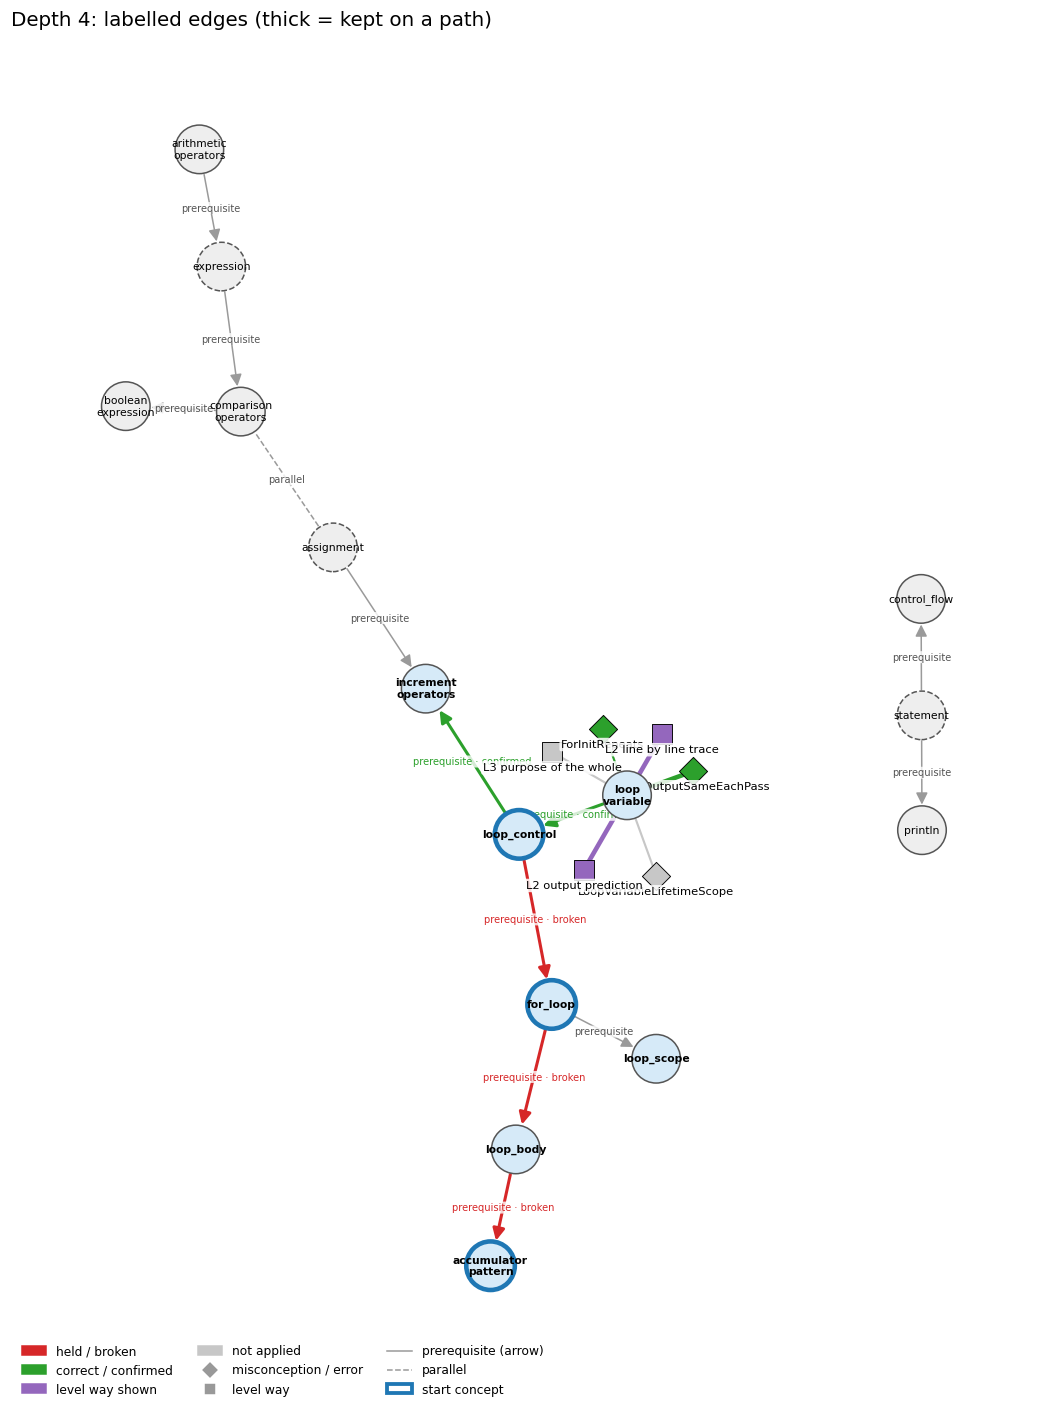 Depth 4: labelled edges (thick = kept on a path)
arithmetic
operators
prerequisite
expression
prerequisite
boolean
expression
prerequisite
comparison
operators
parallel
assignment
prerequisite
control_flow
prerequisite
statement
prerequisite
println
increment
operators
prerequisite · confirmed
L2 line by line trace
L3 purpose of the whole
OutputSameEachPass
loop
variable
loop_control
L2 output prediction
LoopVariableLifetimeScope
prerequisite · broken
for_loop
prerequisite
loop_scope
prerequisite · broken
loop_body
prerequisite · broken
accumulator
pattern
held / broken
correct / confirmed
level way shown
not applied
misconception / error
level way
prerequisite (arrow)
parallel
start concept